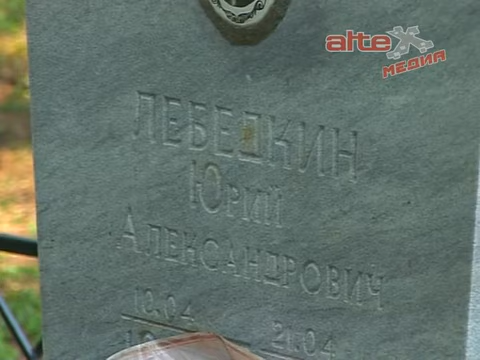 alteX
МЕДИА
ЛЕБЕДКИН
Юрий
Александрович
10.04
21.04